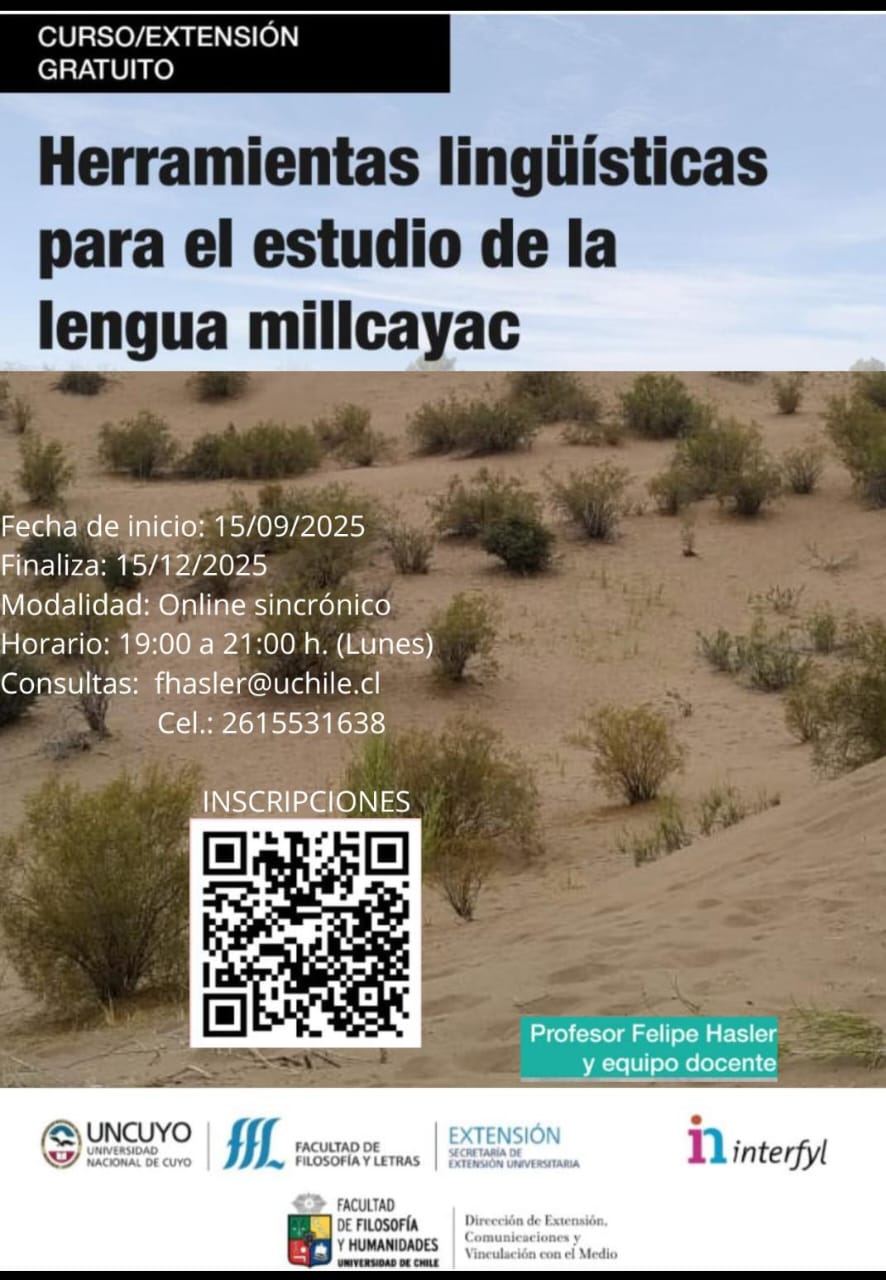 CURSO/EXTENSIÓN
GRATUITO
Herramientas lingüísticas
para el estudio de la
lengua millcayac
Fecha de inicio: 15/09/2025
Finaliza: 15/12/2025
Modalidad: Online sincrónico
Horario: 19:00 a 21:00 h. (Lunes)
Consultas: fhasler@uchile.cl
Cel.: 2615531638
INSCRIPCIONES
Profesor Felipe Hasler
y equipo docente
UNCUYO
UNIVERSIDAD
NACIONAL DE CUYO
FACULTAD DE
FILOSOFÍA Y LETRAS
EXTENSIÓN
SECRETARÍA DE
EXTENSIÓN UNIVERSITARIA
in interfyl
FACULTAD
DE FILOSOFÍA
Y HUMANIDADES
UNIVERSIDAD DE CHILE
Dirección de Extensión,
Comunicaciones y
Vinculación con el Medio